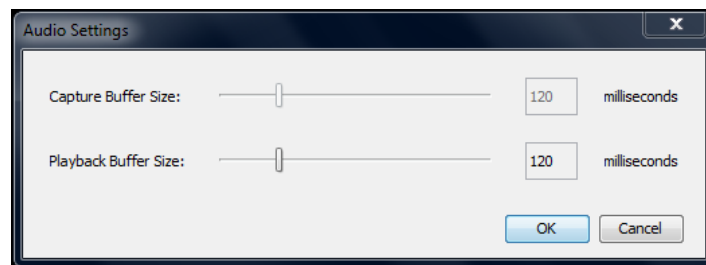 Audio Settings
Capture Buffer Size: 120 milliseconds
Playback Buffer Size: 120 milliseconds
OK Cancel